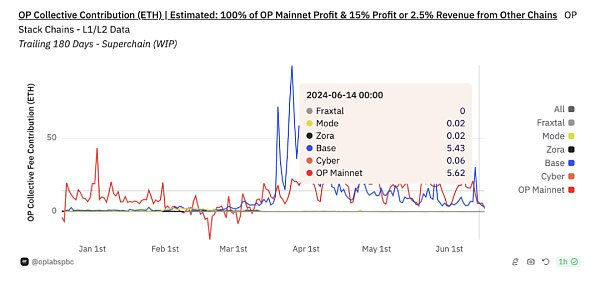 OP Collective Contribution (ETH) | Estimated: 100% of OP Mainnet Profit & 15% Profit or 2.5% Revenue from Other Chains OP
Stack Chains - L1/L2 Data
Trailing 180 Days - Superchain (WIP)
OP Collective Fee Contribution (ETH)
50
0
2024-06-14 00:00
Fraxtal 0
Mode 0.02
Zora 0.02
Base 5.43
Cyber 0.06
OP Mainnet 5.62
All
Fraxtal
Mode
Zora
Base
Cyber
OP Mainnet
Jan 1st Feb 1st Mar 1st Apr 1st May 1st Jun 1st
@oplabspbc
1h